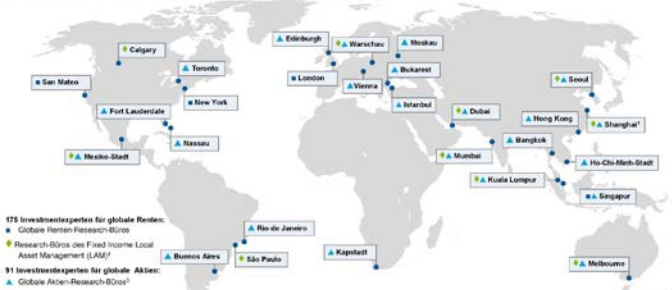 Edinburgh
Warschau
Moskau
Calgary
Toronto
Bukarest
Seoul
San Mateo
London
Vienna
New York
Istanbul
Fort Lauderdale
Dubai
Hong Kong
Shanghai¹
Nassau
Bangkok
Mexiko-Stadt
Mumbai
Ho-Chi-Minh-Stadt
Kuala Lumpur
Singapur
175 Investmentexperten für globale Renten:
Globale Renten-Research-Büros
Rio de Janeiro
Research-Büros des Fixed Income Local
Asset Management (LAM)²
Buenos Aires
São Paulo
Kapstadt
Melbourne
91 Investmentexperten für globale Aktien:
Globale Aktien-Research-Büros³